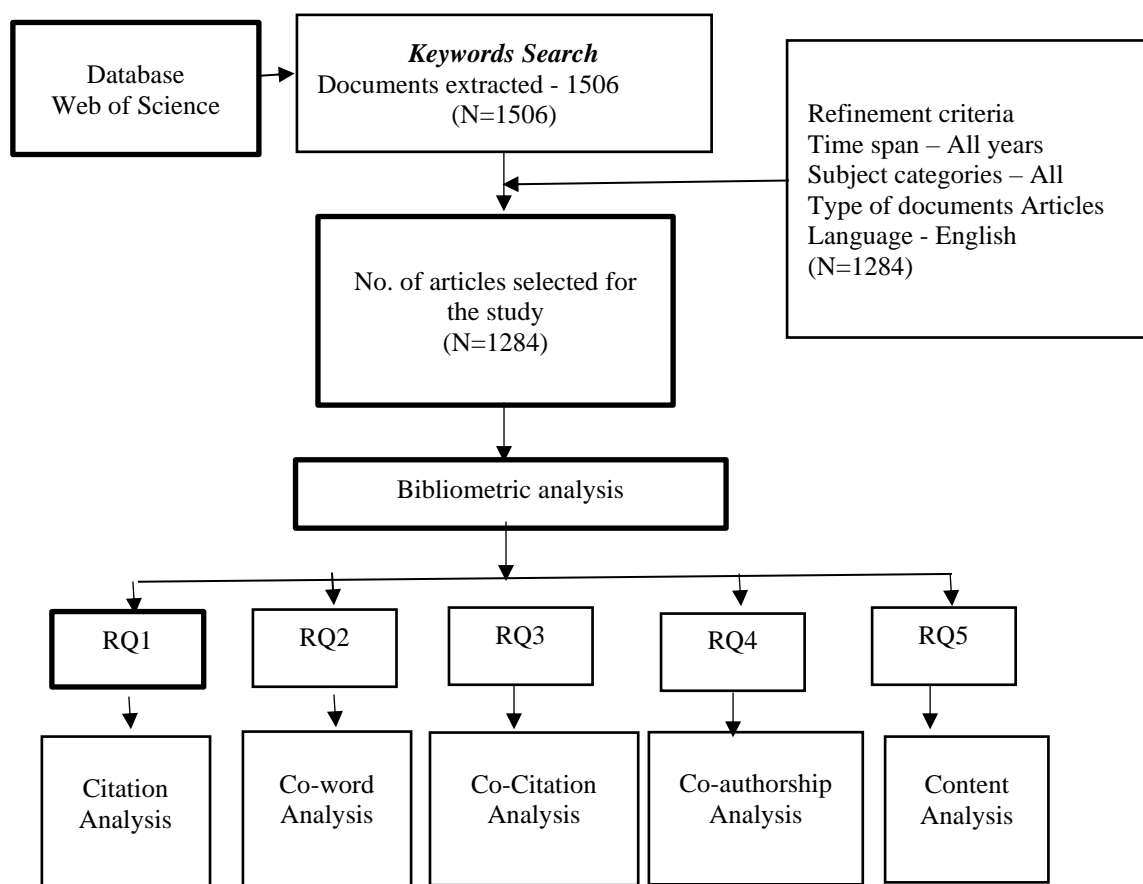 Database
Web of Science
Keywords Search
Documents extracted - 1506
(N=1506)
Refinement criteria
Time span – All years
Subject categories – All
Type of documents Articles
Language - English
(N=1284)
No. of articles selected for
the study
(N=1284)
Bibliometric analysis
RQ1
RQ2
RQ3
RQ4
RQ5
Citation
Analysis
Co-word
Analysis
Co-Citation
Analysis
Co-authorship
Analysis
Content
Analysis